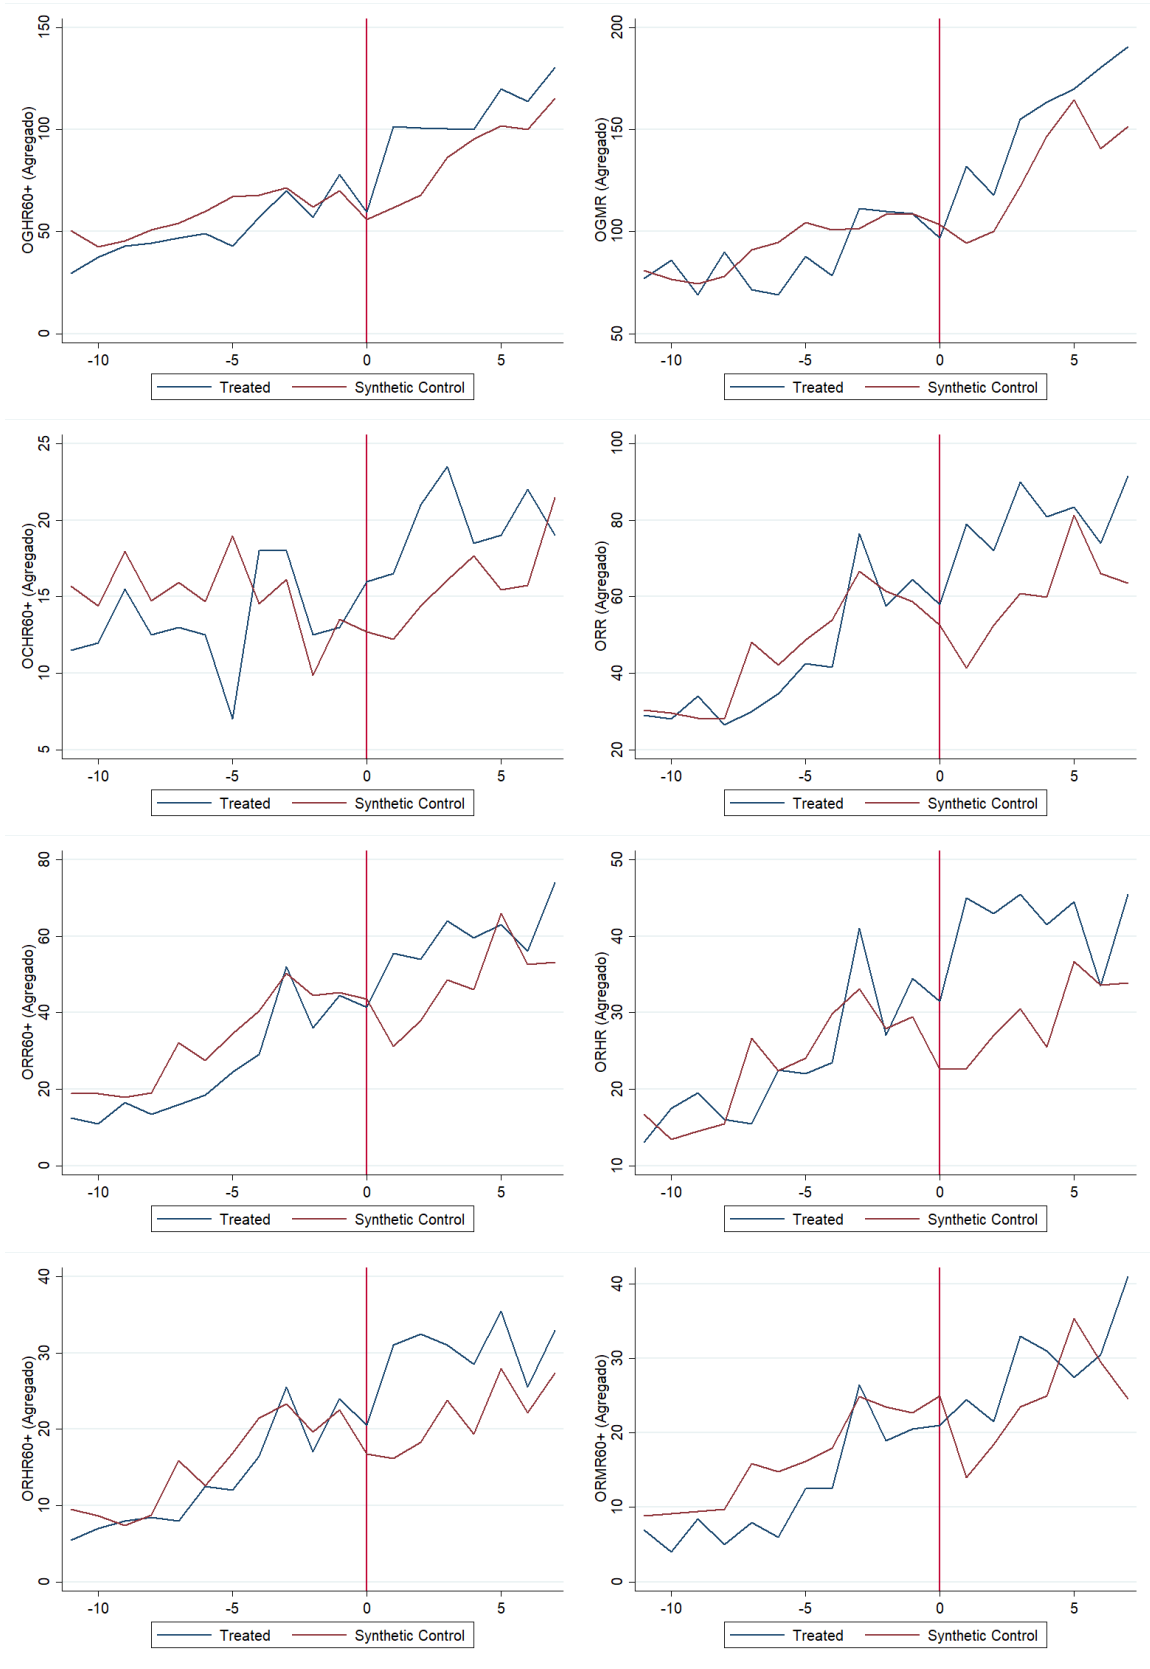 OGHR60+ (Agregado)
150
100
50
0
-10 -5 0 5
Treated Synthetic Control
OGMR (Agregado)
200
150
100
50
-10 -5 0 5
Treated Synthetic Control
OCHR60+ (Agregado)
25
20
15
10
5
-10 -5 0 5
Treated Synthetic Control
ORR (Agregado)
100
80
60
40
20
-10 -5 0 5
Treated Synthetic Control
ORR60+ (Agregado)
80
60
40
20
0
-10 -5 0 5
Treated Synthetic Control
ORHR (Agregado)
50
40
30
20
10
-10 -5 0 5
Treated Synthetic Control
ORHR60+ (Agregado)
40
30
20
10
0
-10 -5 0 5
Treated Synthetic Control
ORMR60+ (Agregado)
40
30
20
10
0
-10 -5 0 5
Treated Synthetic Control